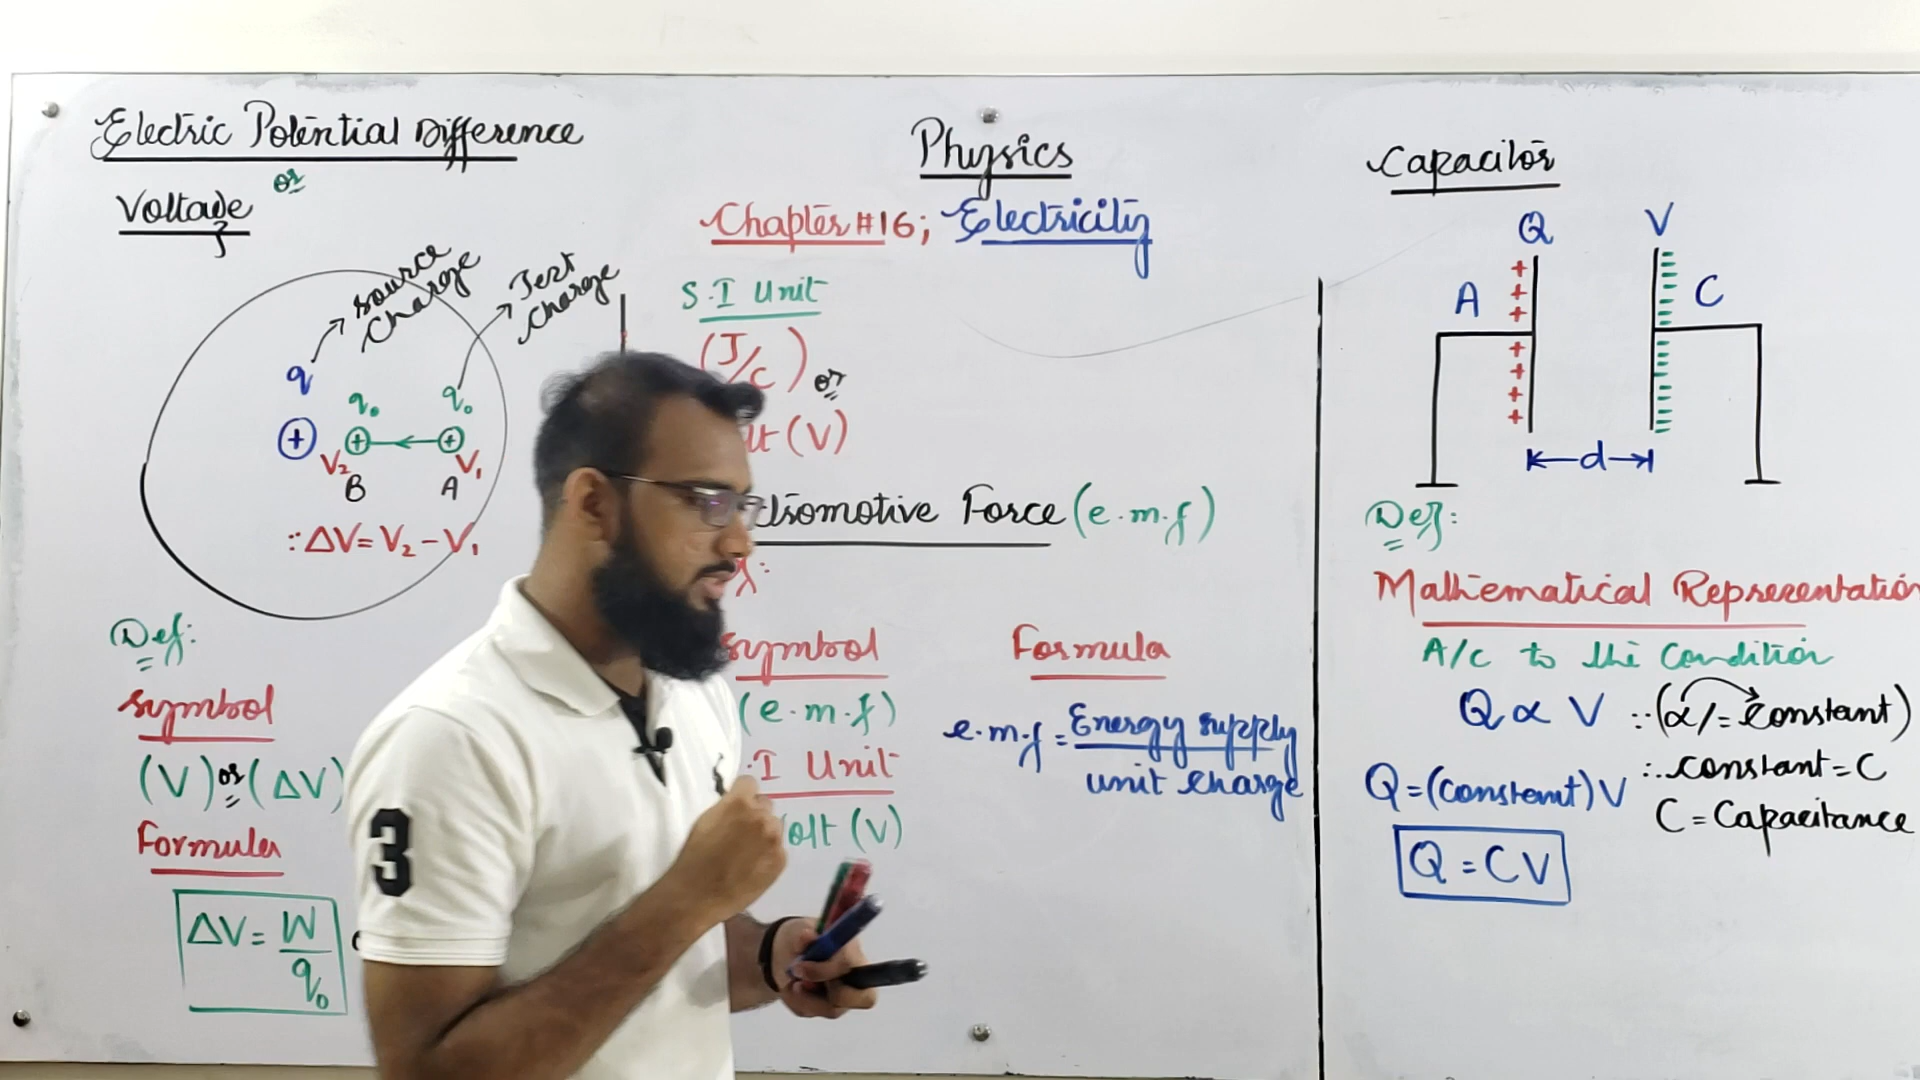 Electric Potential Difference
or
Voltage
source
charge
Test
charge
q
q₀
q₀
+
+
+
V₂
V₁
B
A
∵ΔV=V₂-V₁
Def:
Symbol
(V) or (ΔV)
Formula
ΔV = W
q₀
Physics
Chapter #16; Electricity
S.I Unit
(J/C) or
lt (V)
tromotive Force (e.m.f)
Symbol
(e.m.f)
.I Unit
olt (V)
Formula
e.m.f = Energy supply
unit charge
3
Capacitor
Q
V
A
C
+
+
+
+
+
+
+
d
Def:
Mathematical Representation
A/c to the Condition
Q ∝ V ∵(∝/= constant)
Q=(constant)V ∴constant=C
C=Capacitance
Q = CV